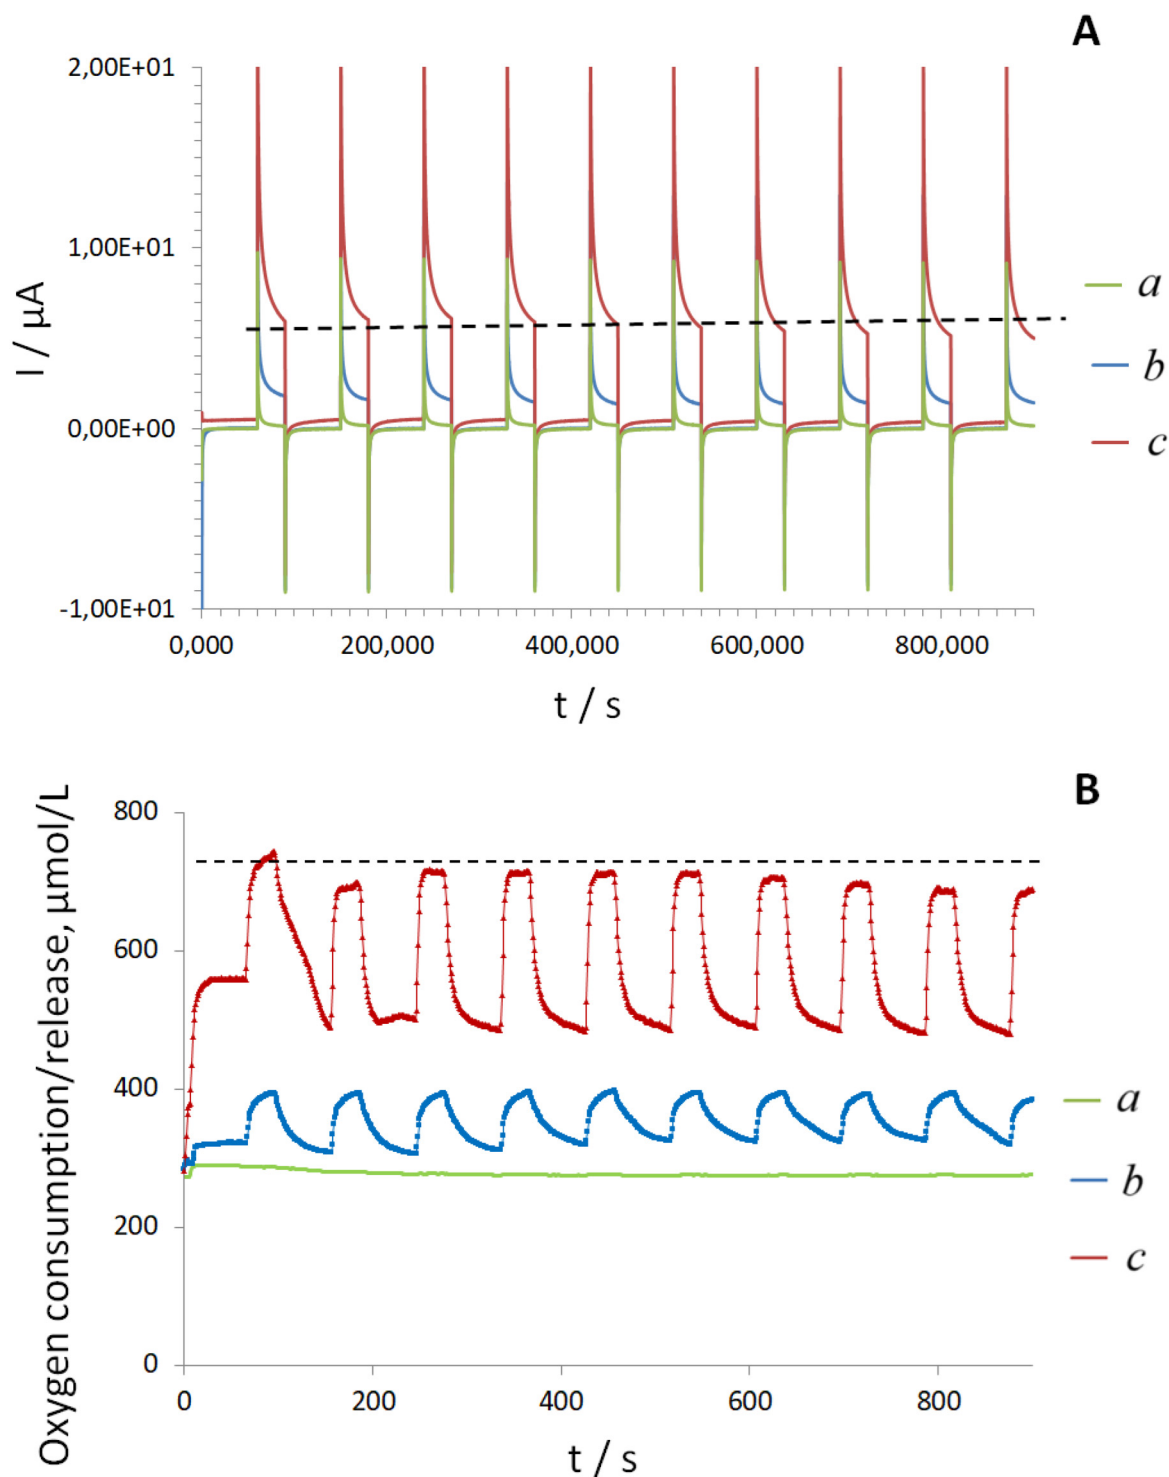 A
2,00E+01
1,00E+01
0,00E+00
-1,00E+01
I / µA
0,000
200,000
400,000
600,000
800,000
t / s
a
b
c
B
Oxygen consumption/release, µmol/L
800
600
400
200
0
0
200
400
600
800
t / s
a
b
c